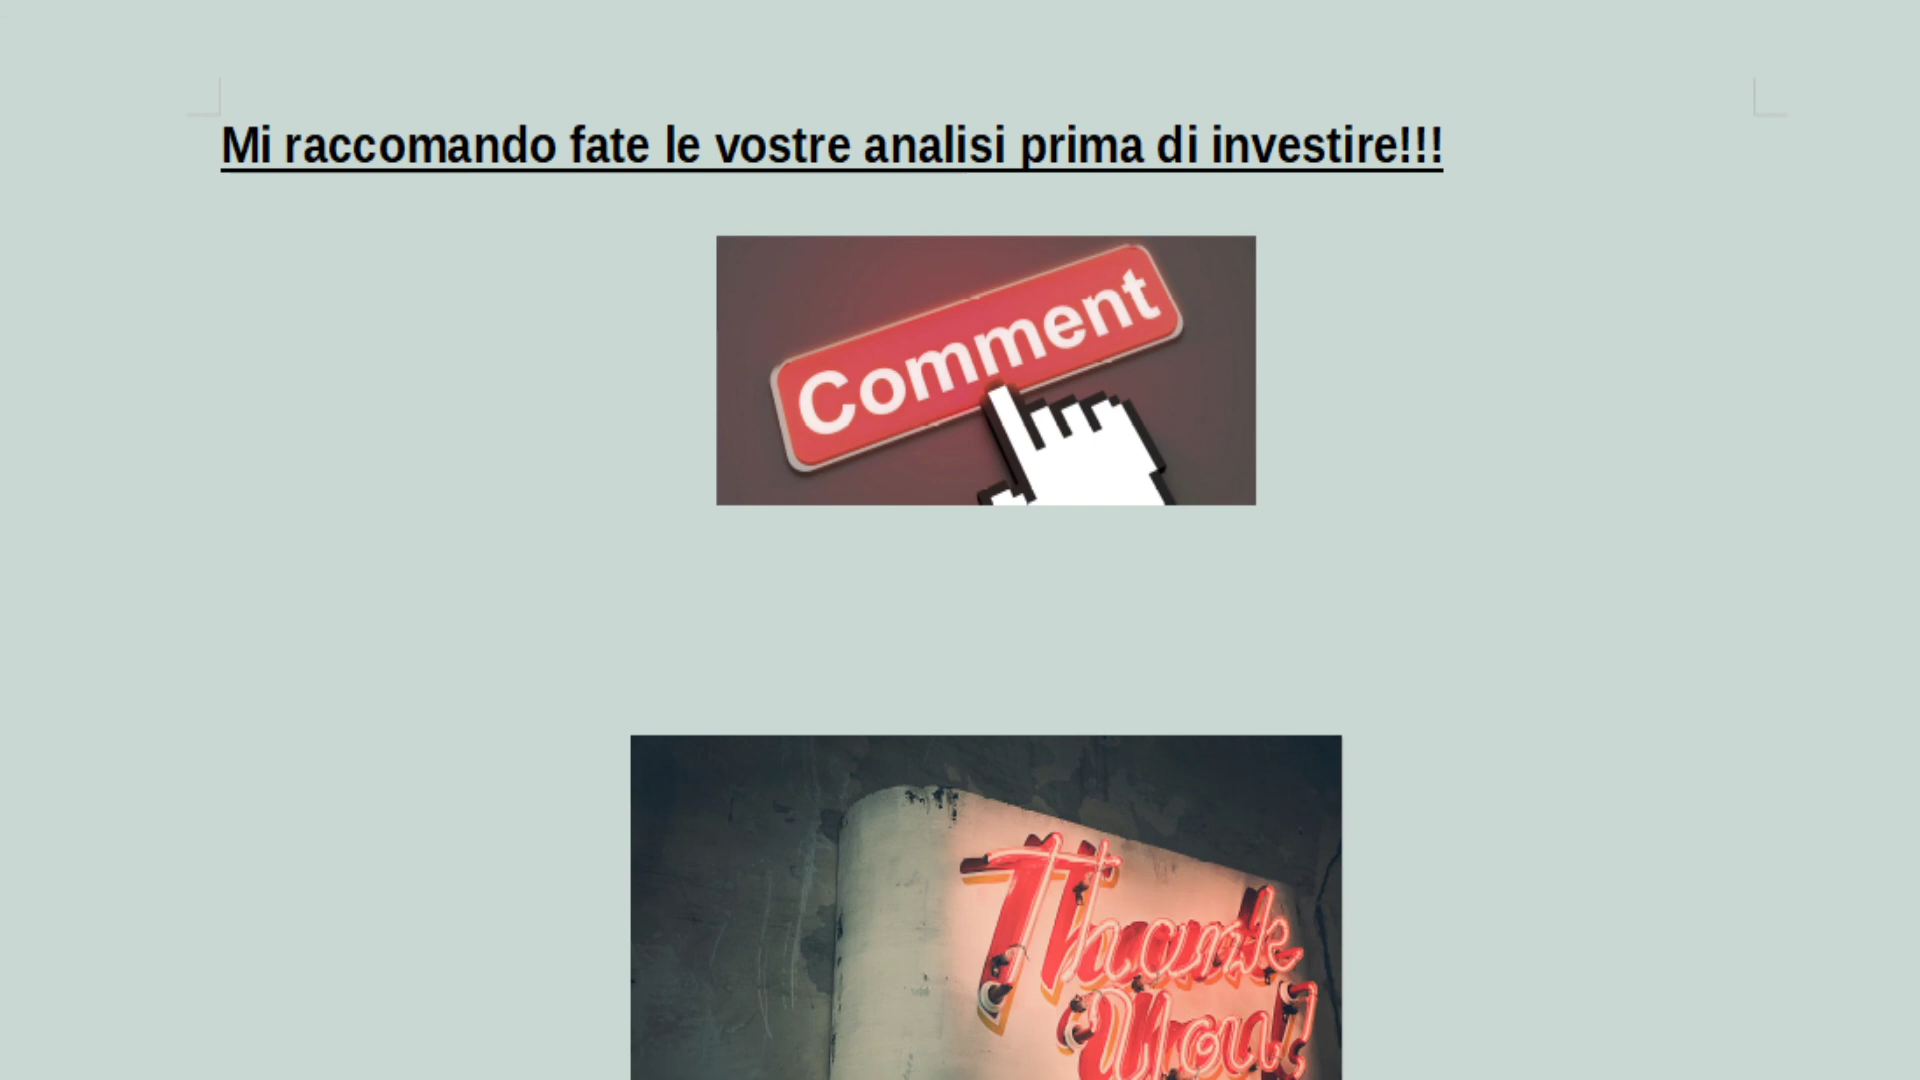 Mi raccomando fate le vostre analisi prima di investire!!!
Comment
Thank
You!